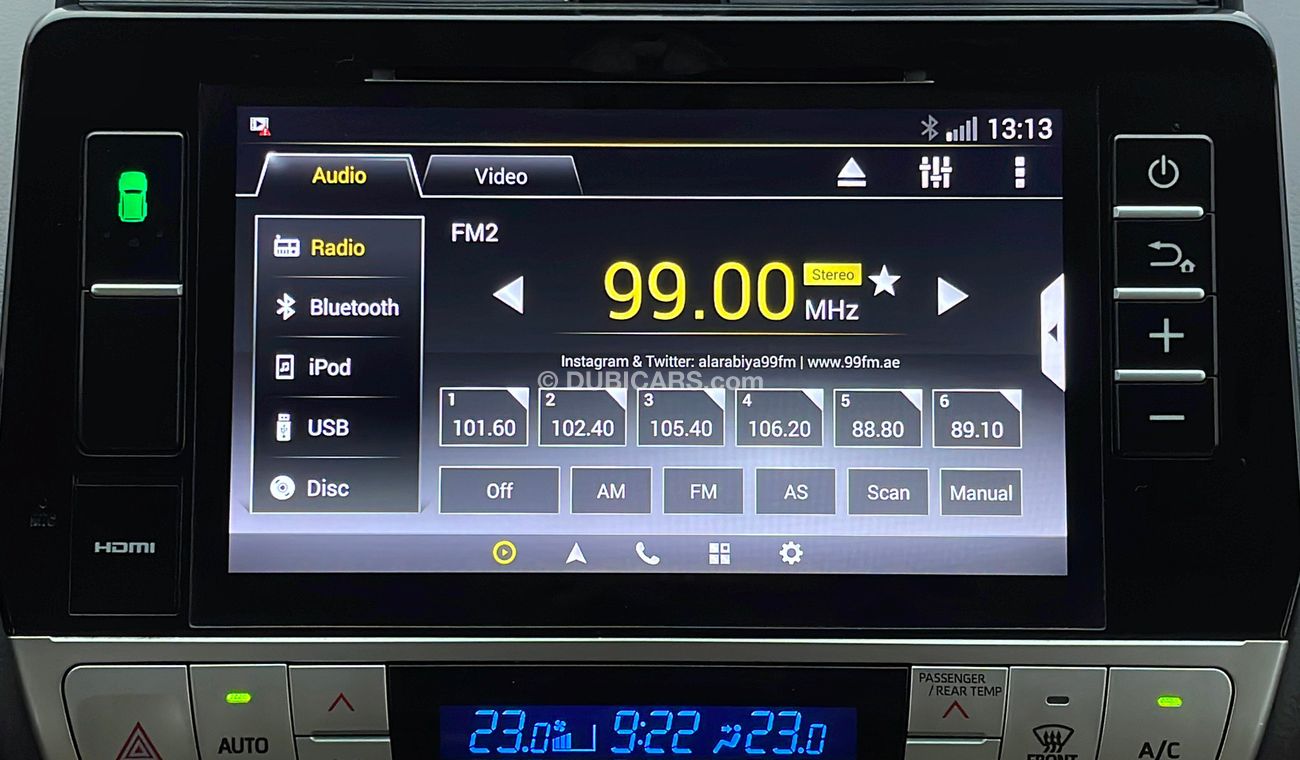 13:13
Audio Video
Radio
Bluetooth
iPod
USB
Disc
FM2
99.00 Stereo
MHz
Instagram & Twitter: alarabiya99fm | www.99fm.ae
© DUBICARS.com
1 2 3 4 5 6
101.60 102.40 105.40 106.20 88.80 89.10
Off AM FM AS Scan Manual
HDMI
PASSENGER
/REAR TEMP
23.0 9:22 23.0
AUTO FRONT A/C